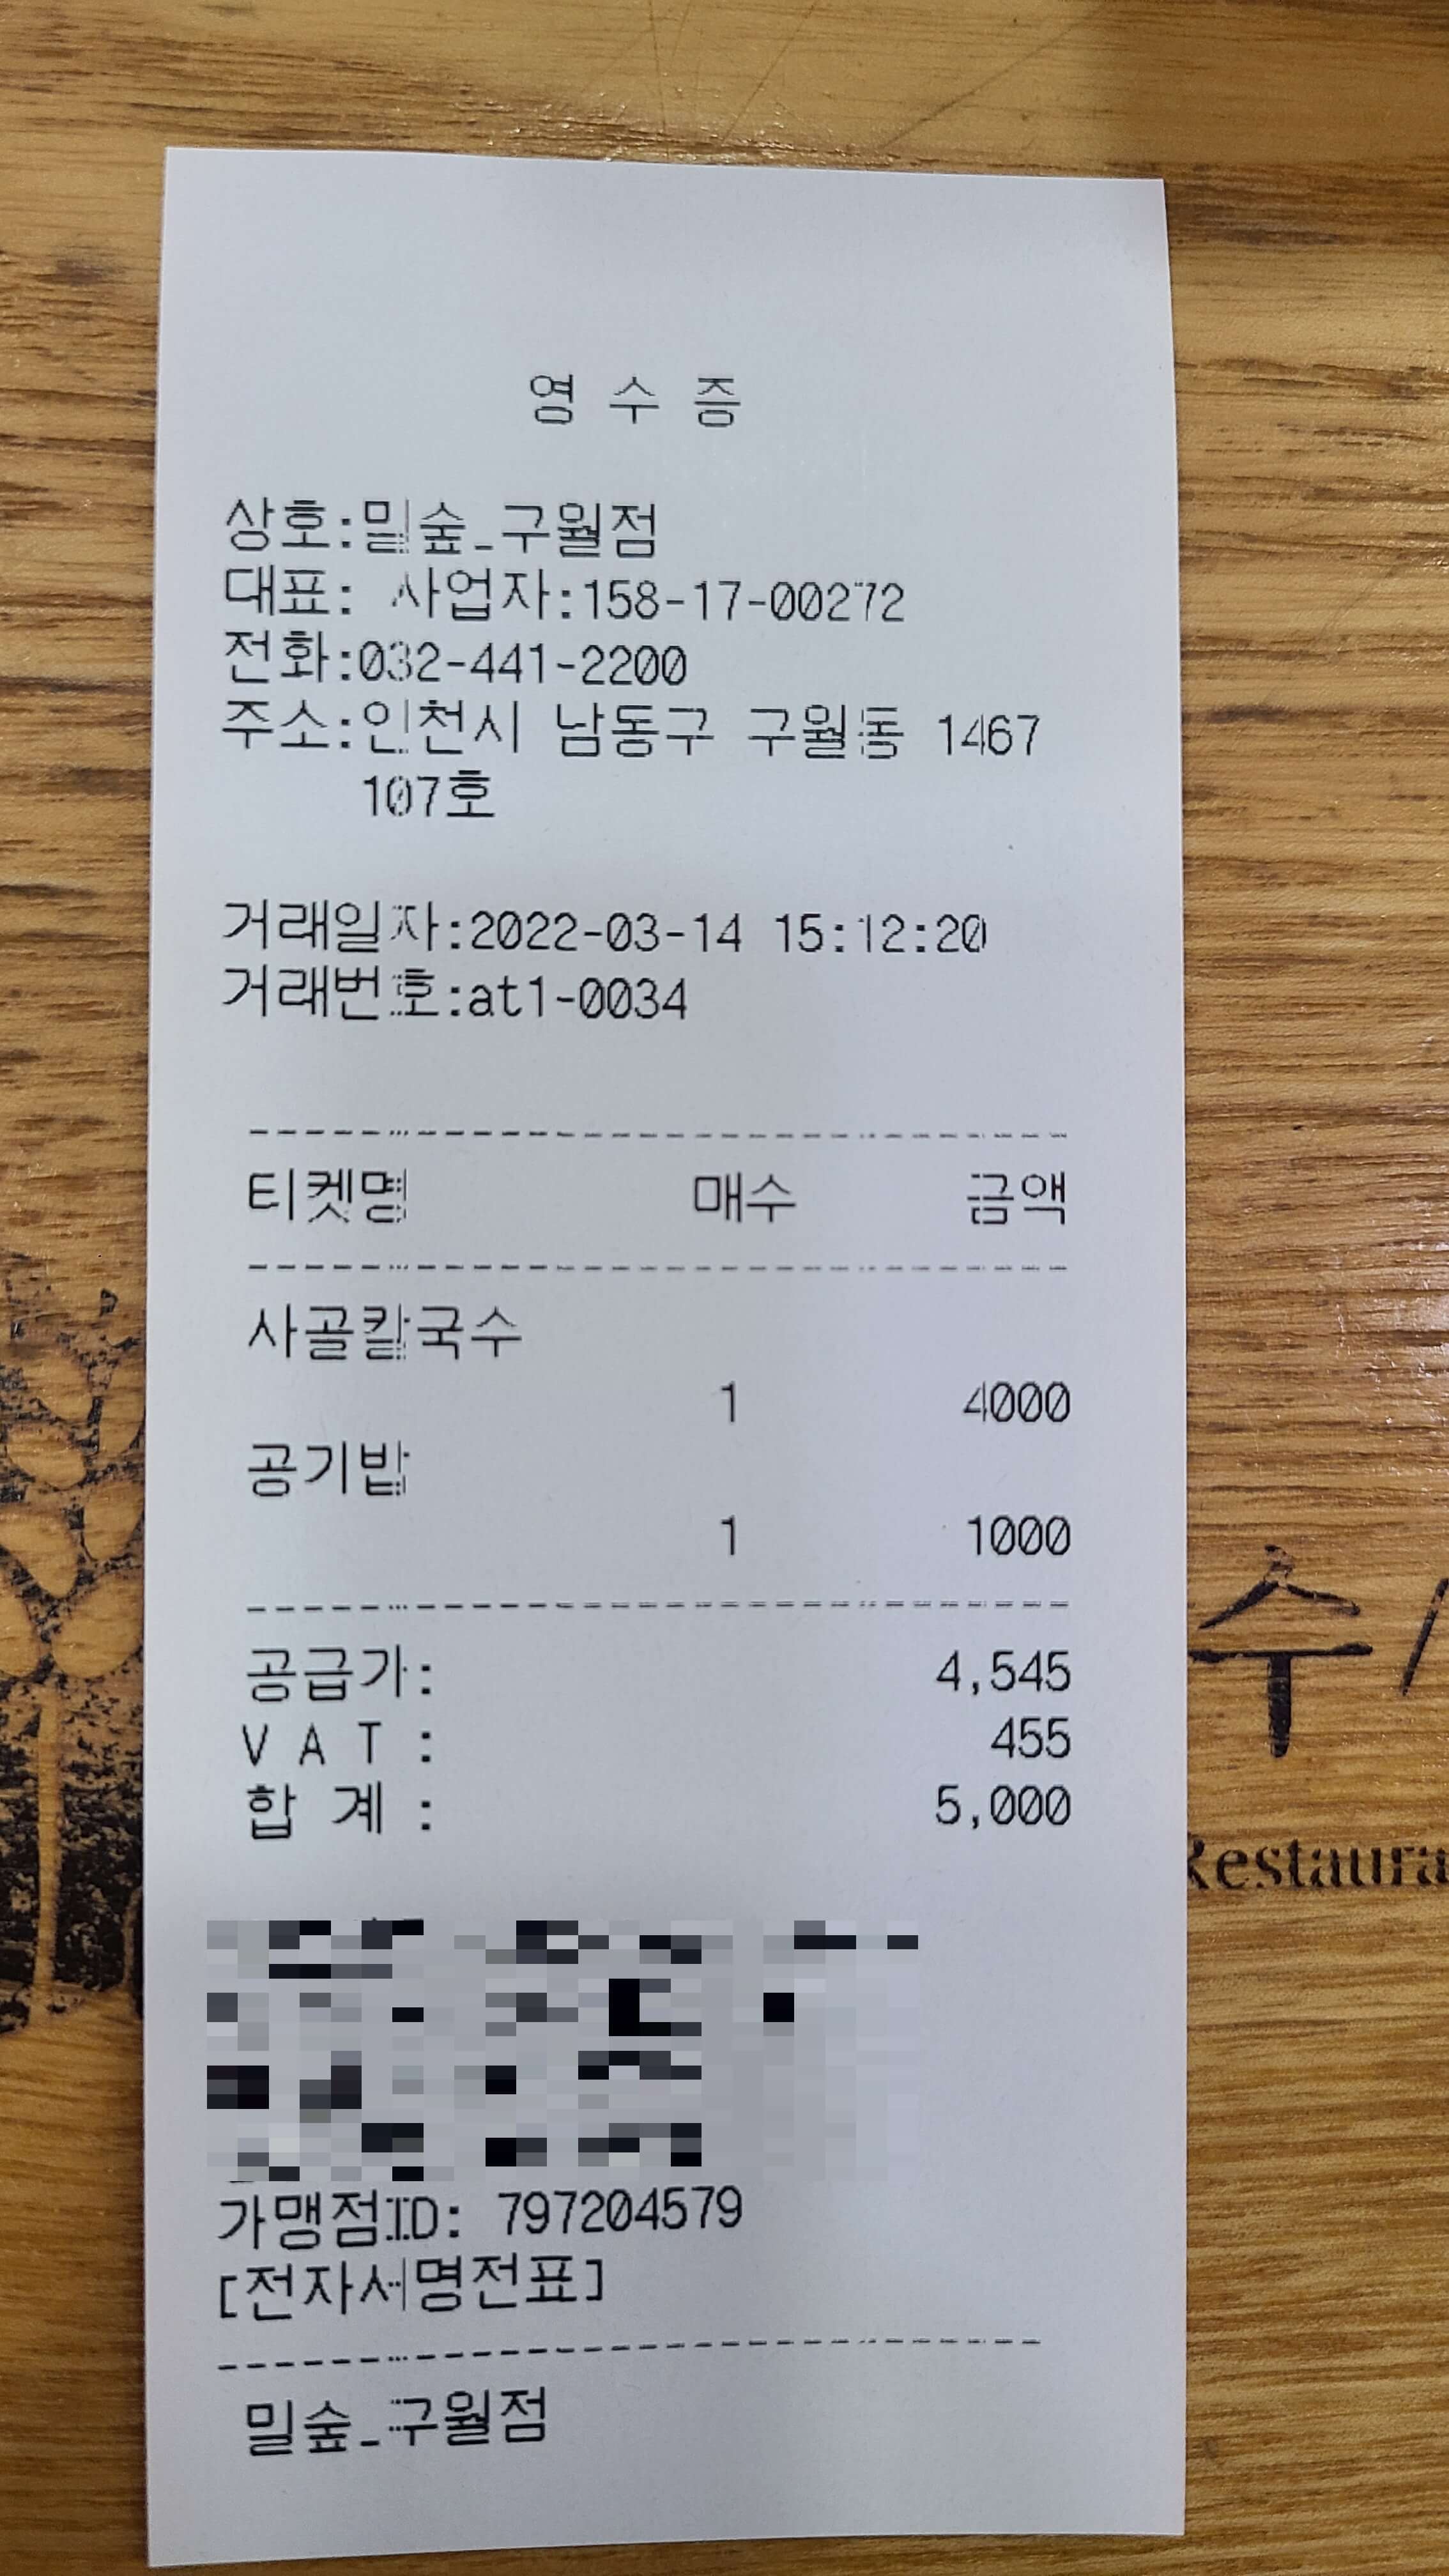 영 수 증
상호:밀숲_구월점
대표: 사업자:158-17-00272
전화:032-441-2200
주소:인천시 남동구 구월동 1467
107호
거래일자:2022-03-14 15:12:20
거래번호:at1-0034
티켓명 매수 금액
사골칼국수
1 4000
공기밥
1 1000
공급가: 4,545
V A T : 455
합 계 : 5,000
수
Restaura
가맹점ID: 797204579
[전자서명전표]
밀숲_구월점